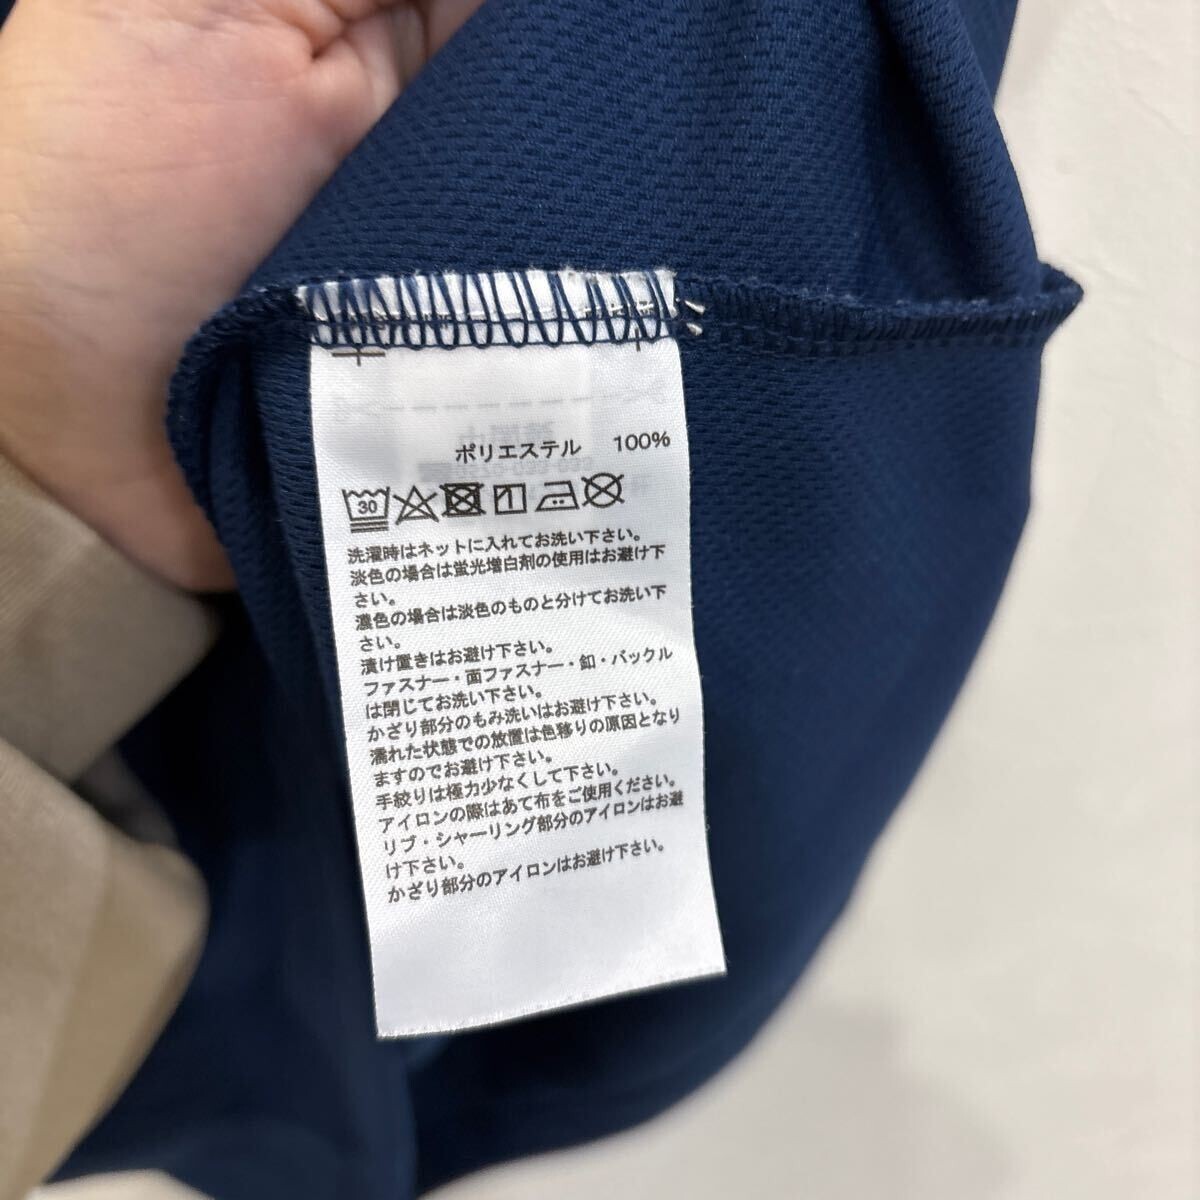 ポリエステル 100%
30
洗濯時はネットに入れてお洗い下さい。
淡色の場合は蛍光増白剤の使用はお避け下
さい。
濃色の場合は淡色のものと分けてお洗い下
さい。
漬け置きはお避け下さい。
ファスナー・面ファスナー・釦・バックル
は閉じてお洗い下さい。
かざり部分のもみ洗いはお避け下さい。
濡れた状態での放置は色移りの原因となり
ますのでお避け下さい。
手絞りは極力少なくして下さい。
アイロンの際はあて布をご使用ください。
リブ・シャーリング部分のアイロンはお避
け下さい。
かざり部分のアイロンはお避け下さい。